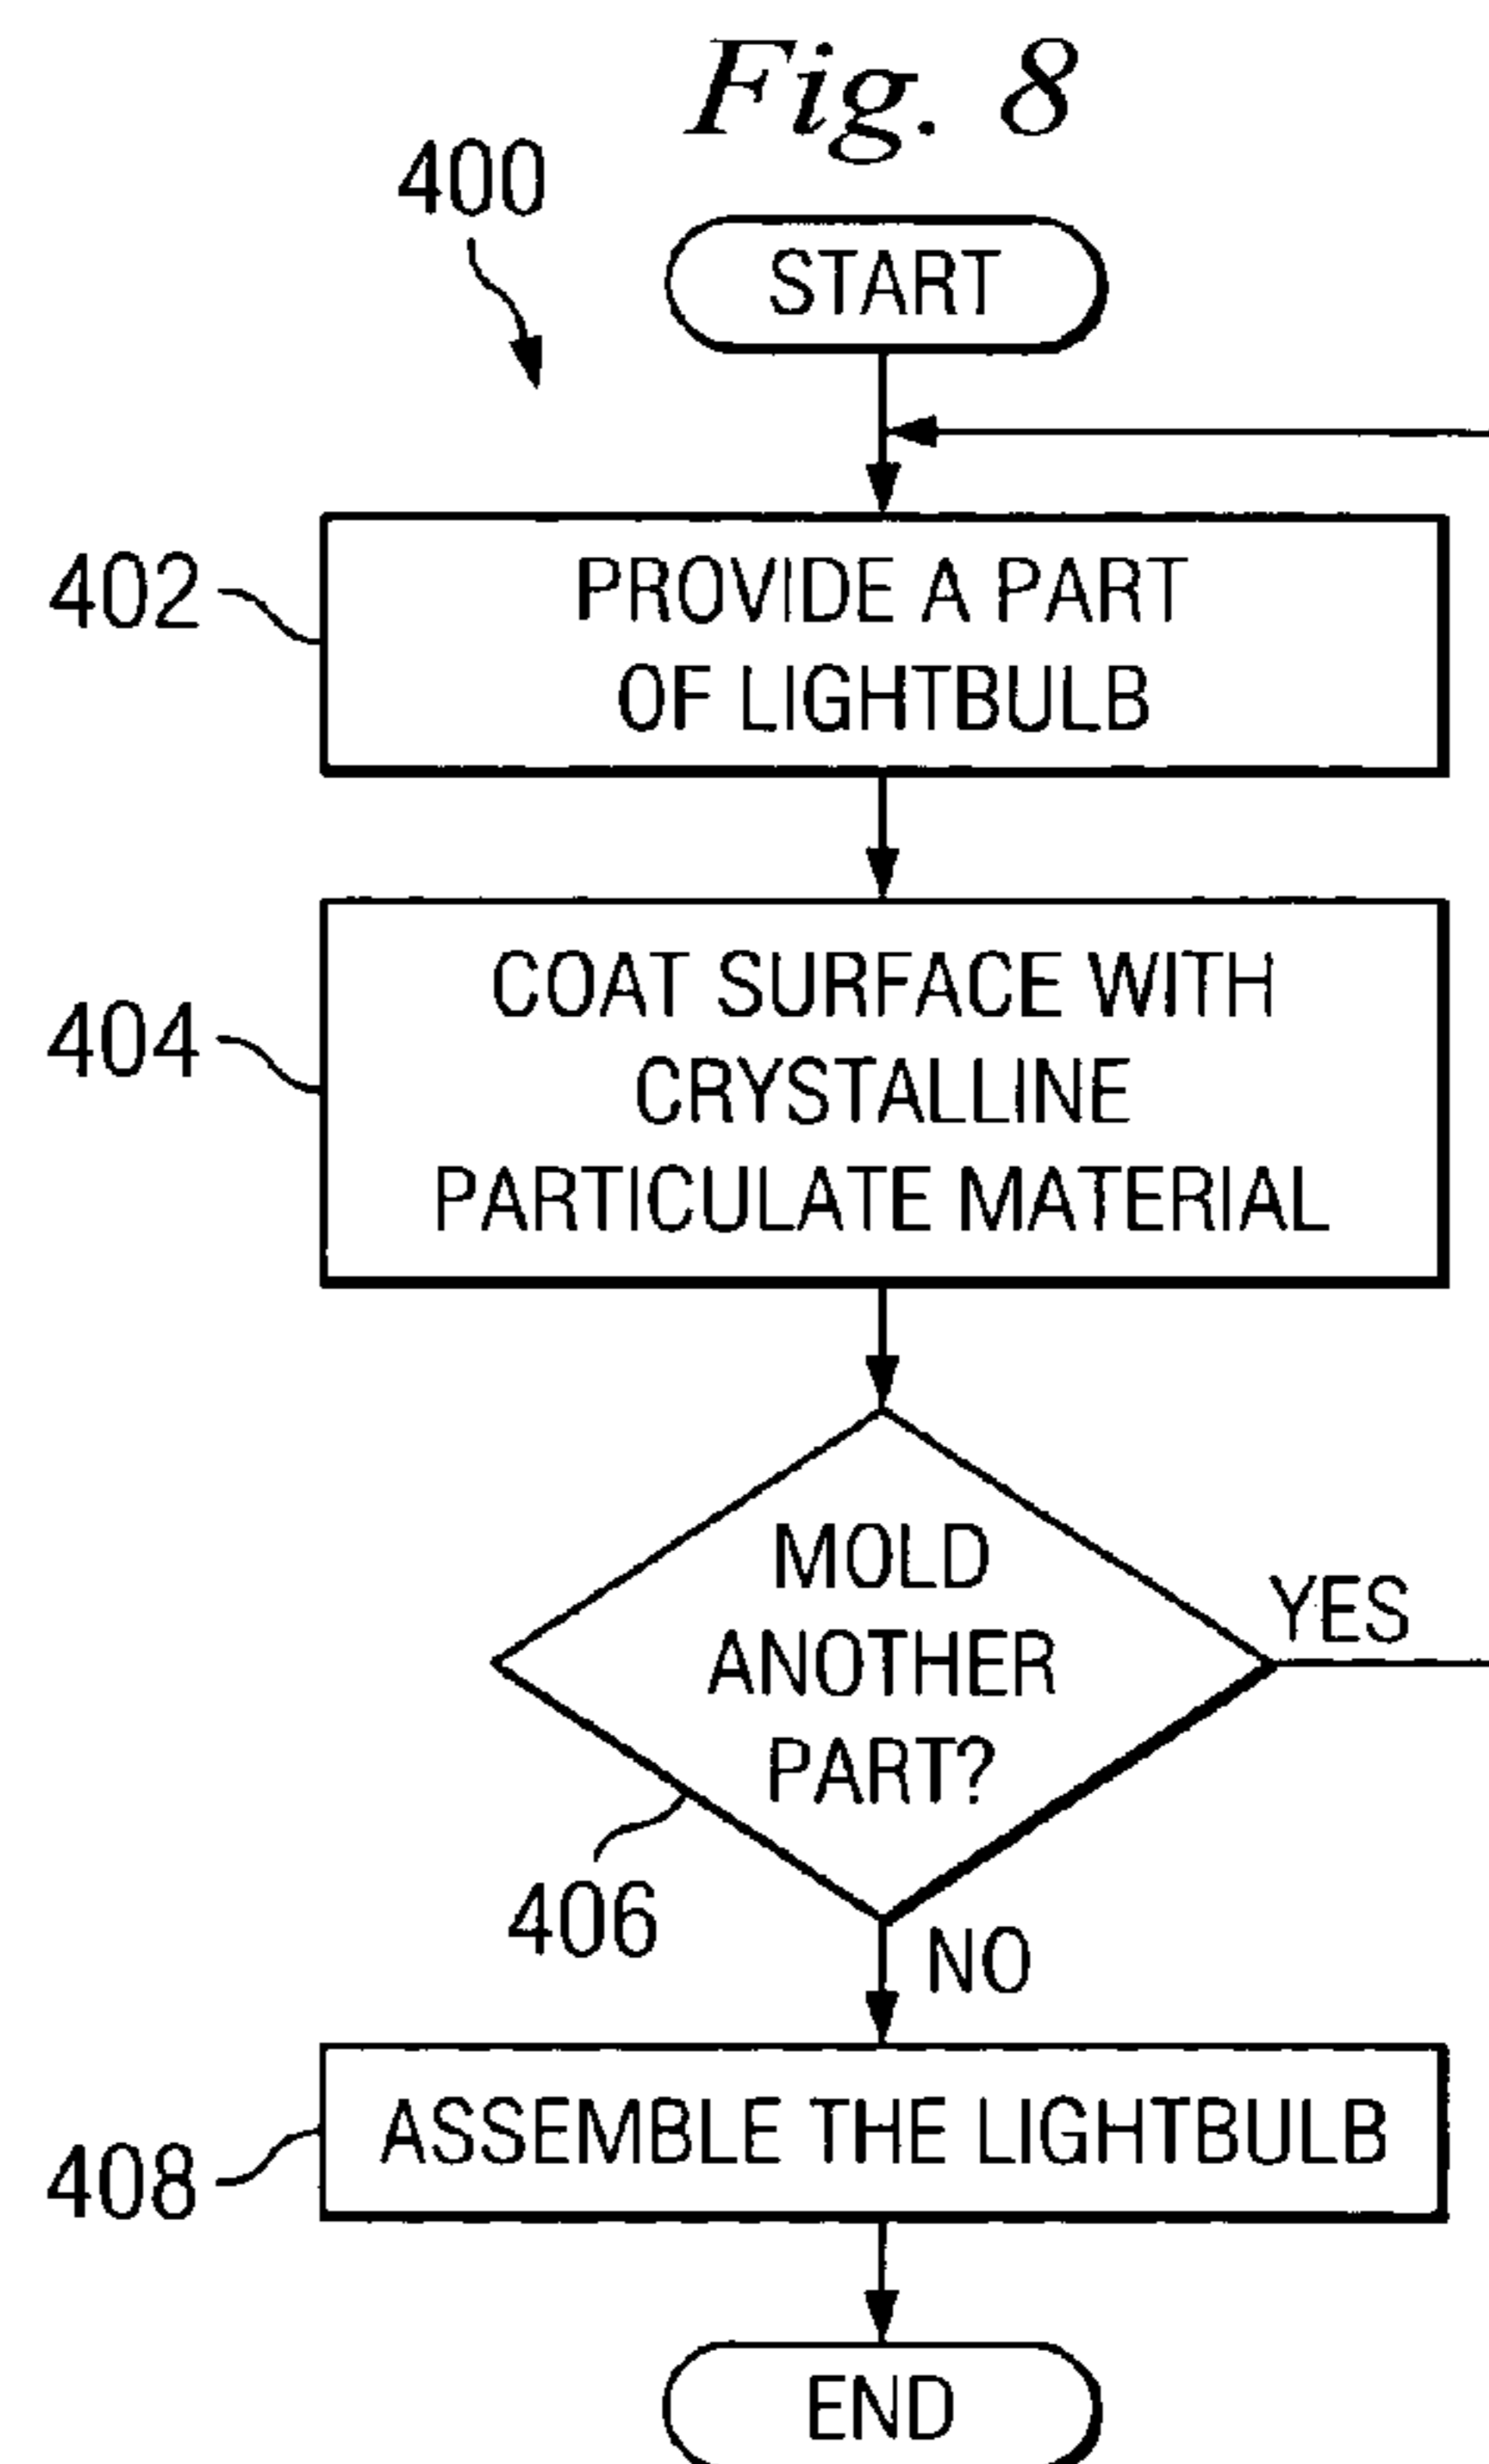 Fig. 8
400
START
402
PROVIDE A PART
OF LIGHTBULB
404
COAT SURFACE WITH
CRYSTALLINE
PARTICULATE MATERIAL
MOLD
ANOTHER
PART?
YES
406
NO
408
ASSEMBLE THE LIGHTBULB
END